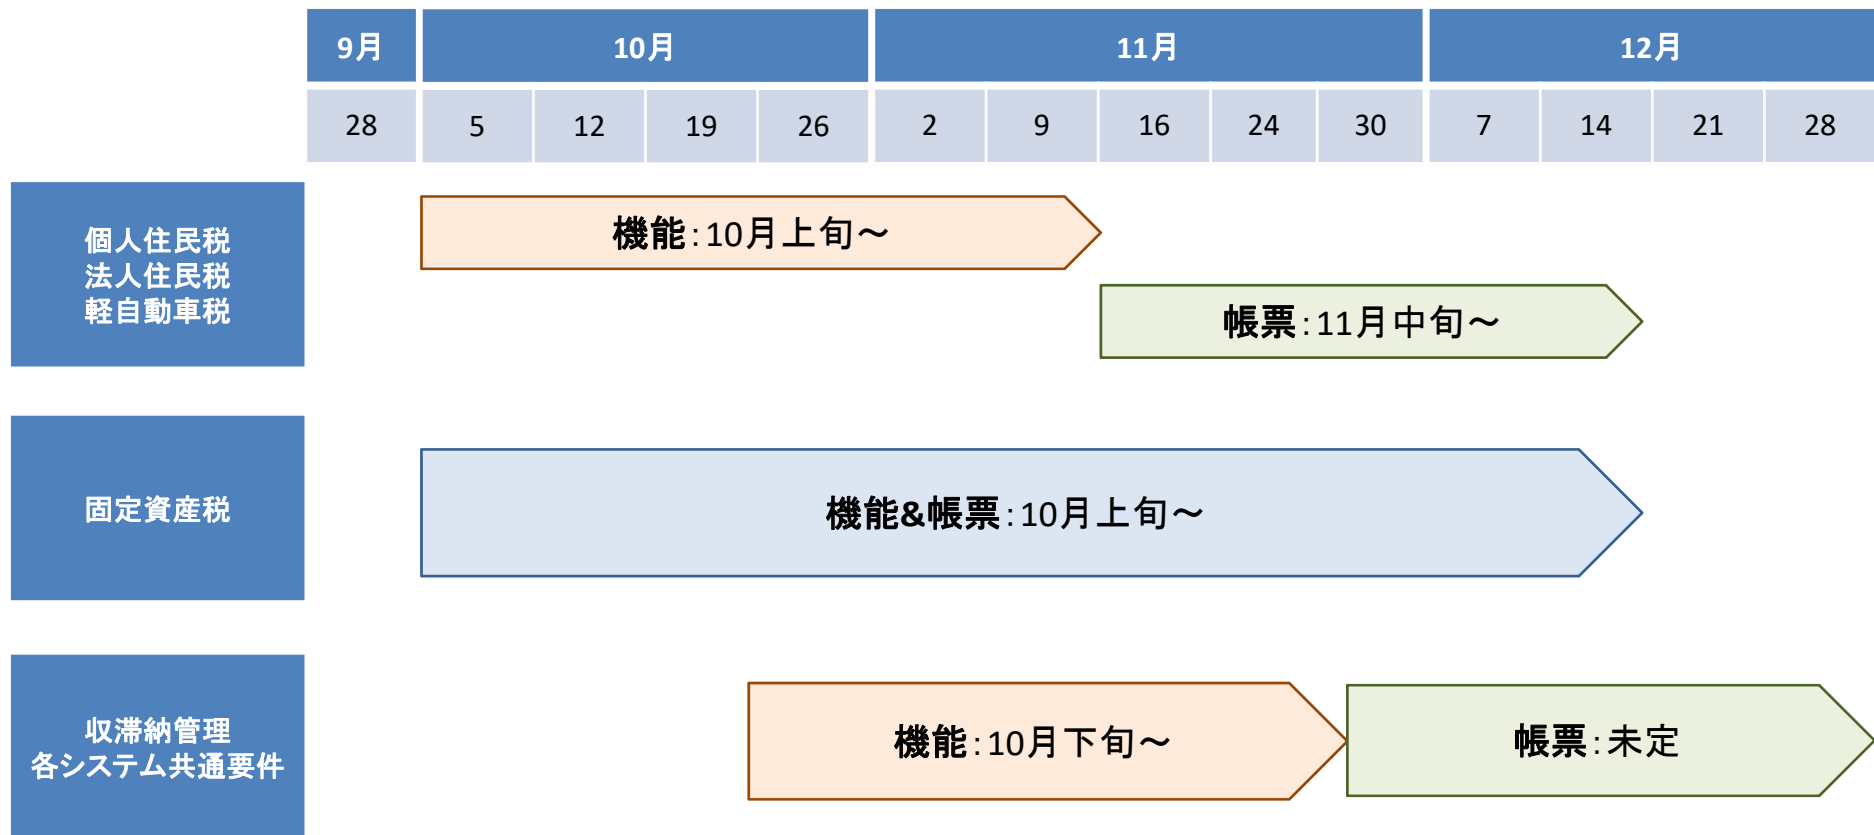 9月 10月 11月 12月
28 5 12 19 26 2 9 16 24 30 7 14 21 28
個人住民税
法人住民税
軽自動車税
機能：10月上旬～
帳票：11月中旬～
固定資産税
機能&帳票：10月上旬～
収滞納管理
各システム共通要件
機能：10月下旬～
帳票：未定